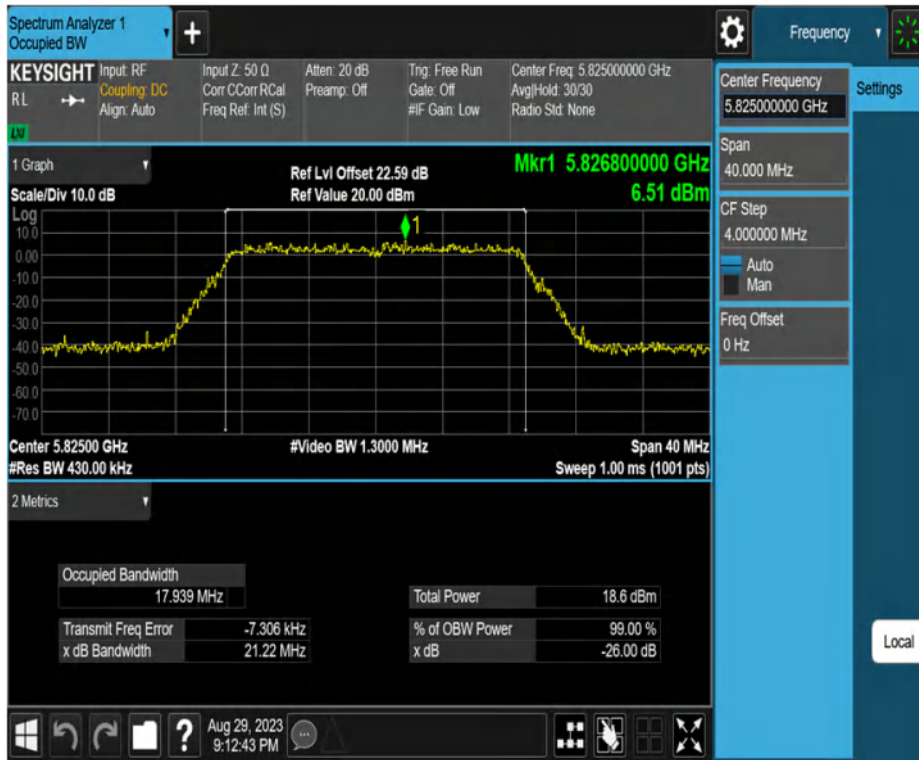 Spectrum Analyzer 1
Occupied BW
+
Frequency
KEYSIGHT
RL
LXI
Input: RF
Coupling: DC
Align: Auto
Input Z: 50 Ω
Corr CCorr RCal
Freq Ref: Int (S)
Atten: 20 dB
Preamp: Off
Trig: Free Run
Gate: Off
#IF Gain: Low
Center Freq: 5.825000000 GHz
Avg|Hold: 30/30
Radio Std: None
Center Frequency
5.825000000 GHz
Settings
Span
40.000 MHz
CF Step
4.000000 MHz
Auto
Man
Freq Offset
0 Hz
1 Graph
Scale/Div 10.0 dB
Ref Lvl Offset 22.59 dB
Ref Value 20.00 dBm
Mkr1 5.826800000 GHz
6.51 dBm
Log
1
10.0
0.00
-10.0
-20.0
-30.0
-40.0
-50.0
-60.0
-70.0
Center 5.82500 GHz
#Video BW 1.3000 MHz
Span 40 MHz
#Res BW 430.00 kHz
Sweep 1.00 ms (1001 pts)
2 Metrics
Occupied Bandwidth
17.939 MHz
Total Power 18.6 dBm
Transmit Freq Error -7.306 kHz
% of OBW Power 99.00 %
x dB Bandwidth 21.22 MHz
x dB -26.00 dB
Local
?
Aug 29, 2023
9:12:43 PM